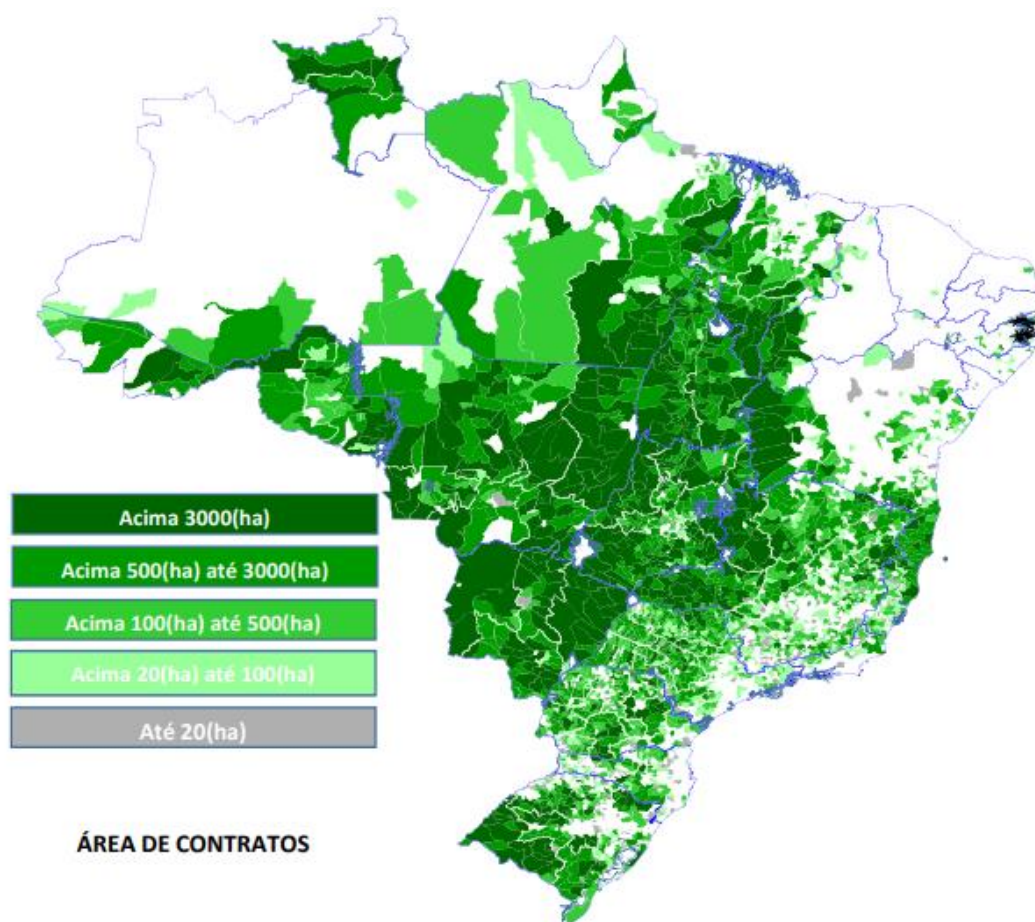 Acima 3000(ha)
Acima 500(ha) até 3000(ha)
Acima 100(ha) até 500(ha)
Acima 20(ha) até 100(ha)
Até 20(ha)
ÁREA DE CONTRATOS